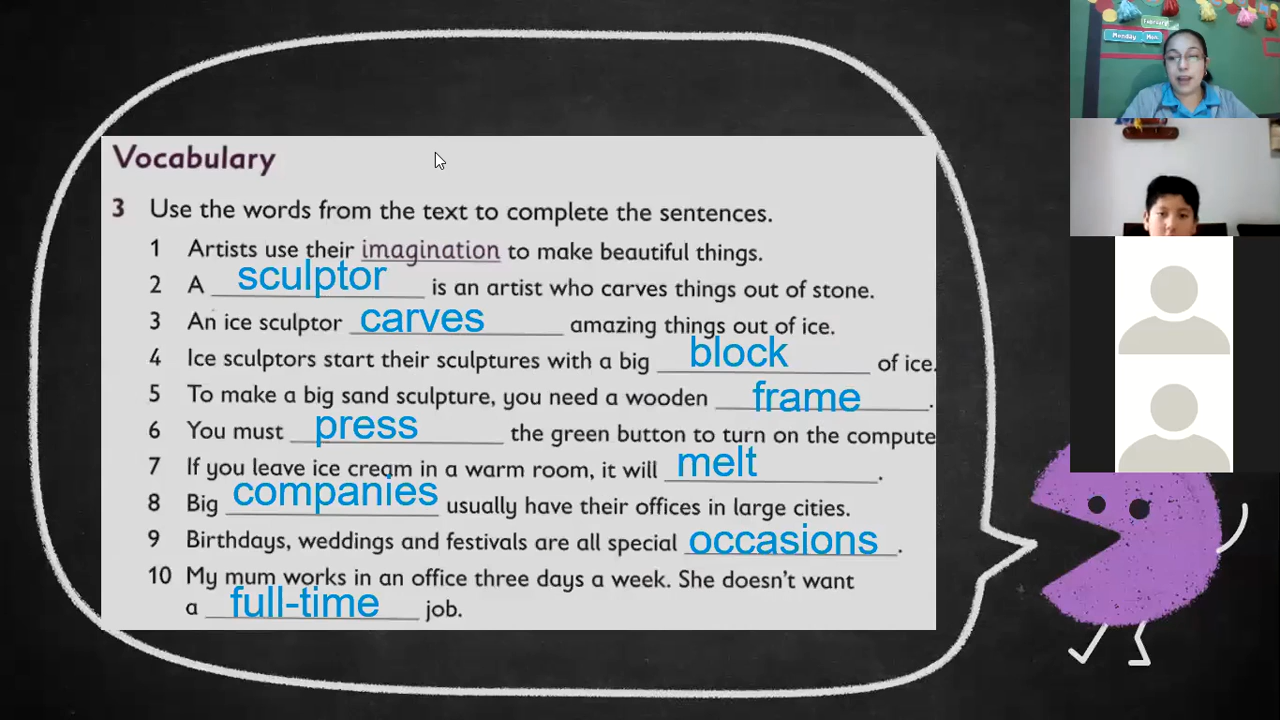 Vocabulary
3 Use the words from the text to complete the sentences.
1 Artists use their imagination to make beautiful things.
2 A sculptor is an artist who carves things out of stone.
3 An ice sculptor carves amazing things out of ice.
4 Ice sculptors start their sculptures with a big block of ice.
5 To make a big sand sculpture, you need a wooden frame.
6 You must press the green button to turn on the compute
7 If you leave ice cream in a warm room, it will melt.
8 Big companies usually have their offices in large cities.
9 Birthdays, weddings and festivals are all special occasions.
10 My mum works in an office three days a week. She doesn't want
a full-time job.
February
Monday